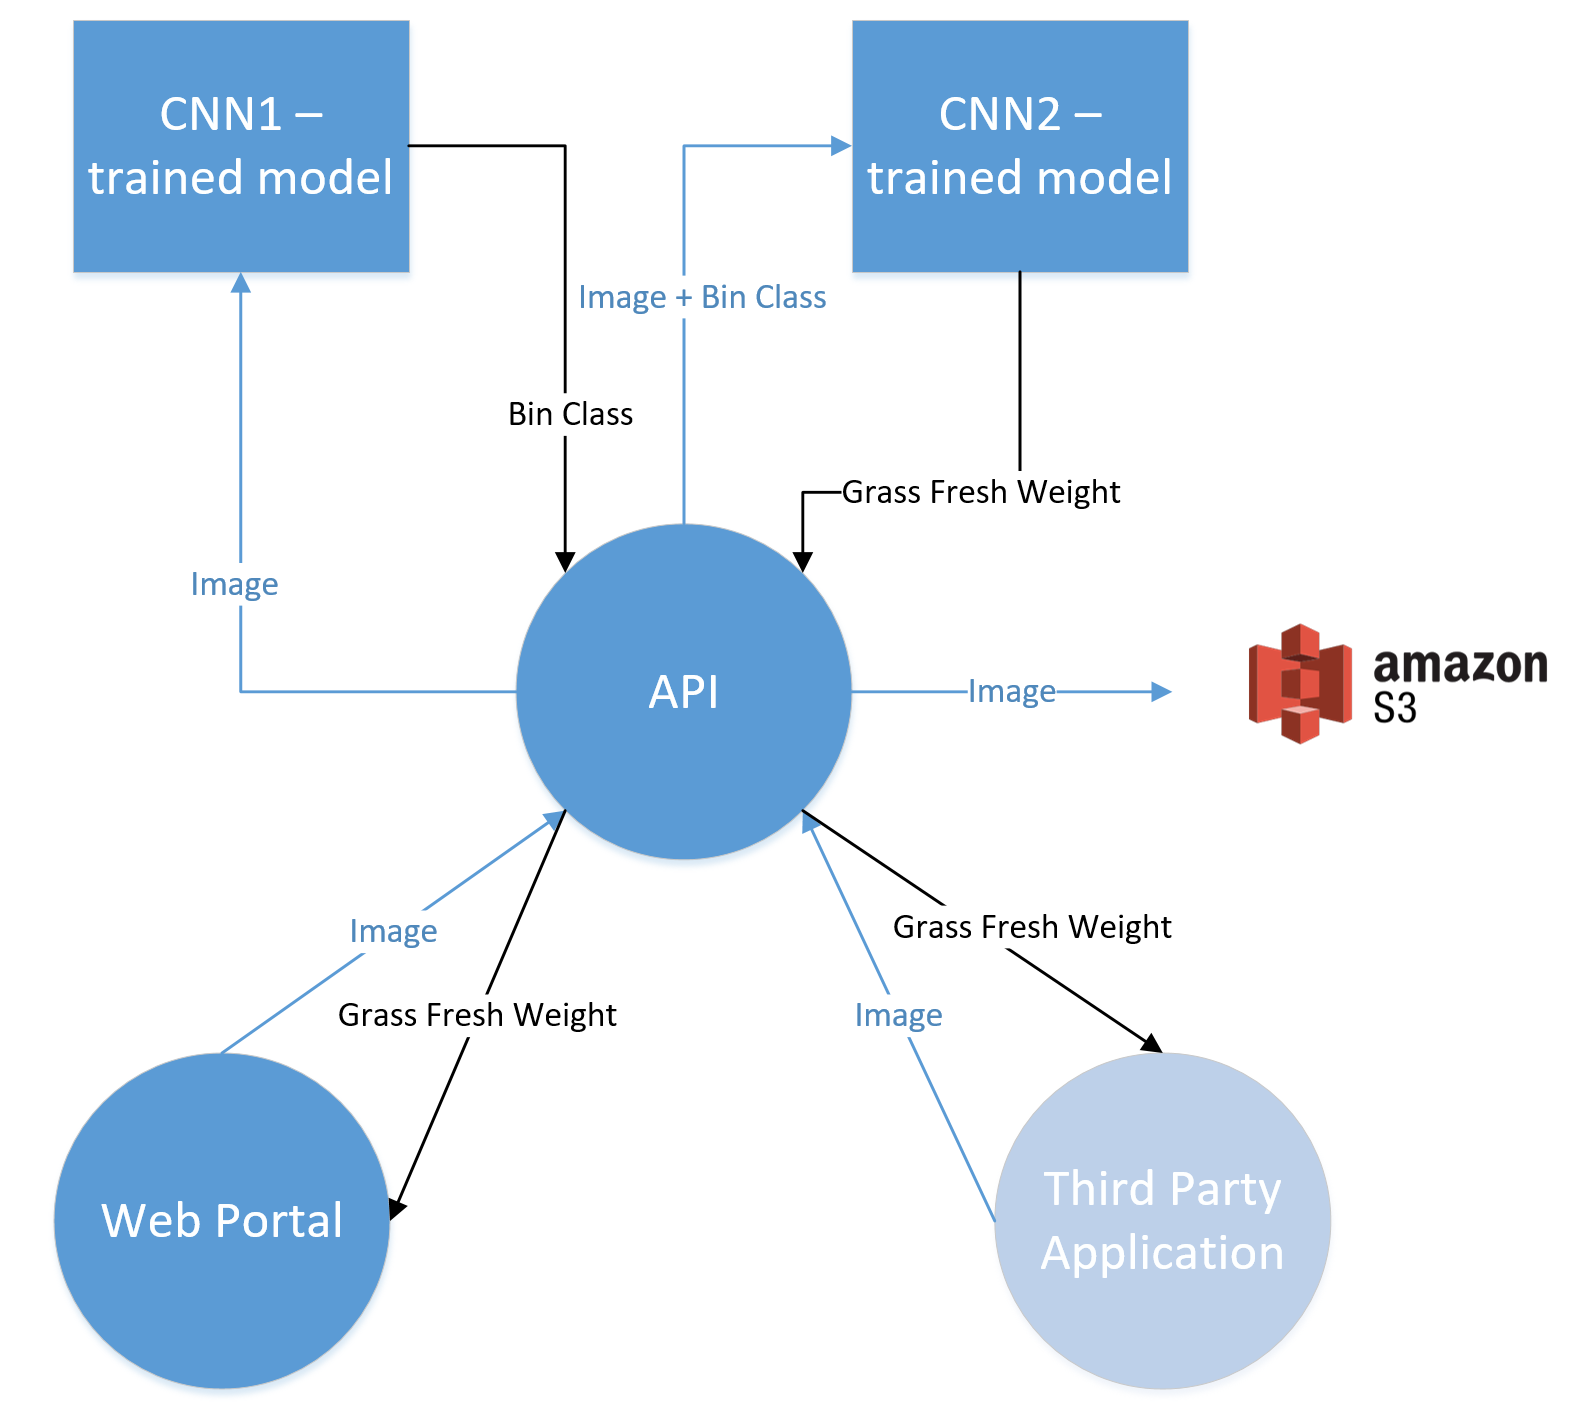 CNN1 –
trained model
CNN2 –
trained model
Image + Bin Class
Bin Class
Grass Fresh Weight
Image
API
Image
amazon
S3
Image
Grass Fresh Weight
Grass Fresh Weight
Image
Web Portal
Third Party
Application